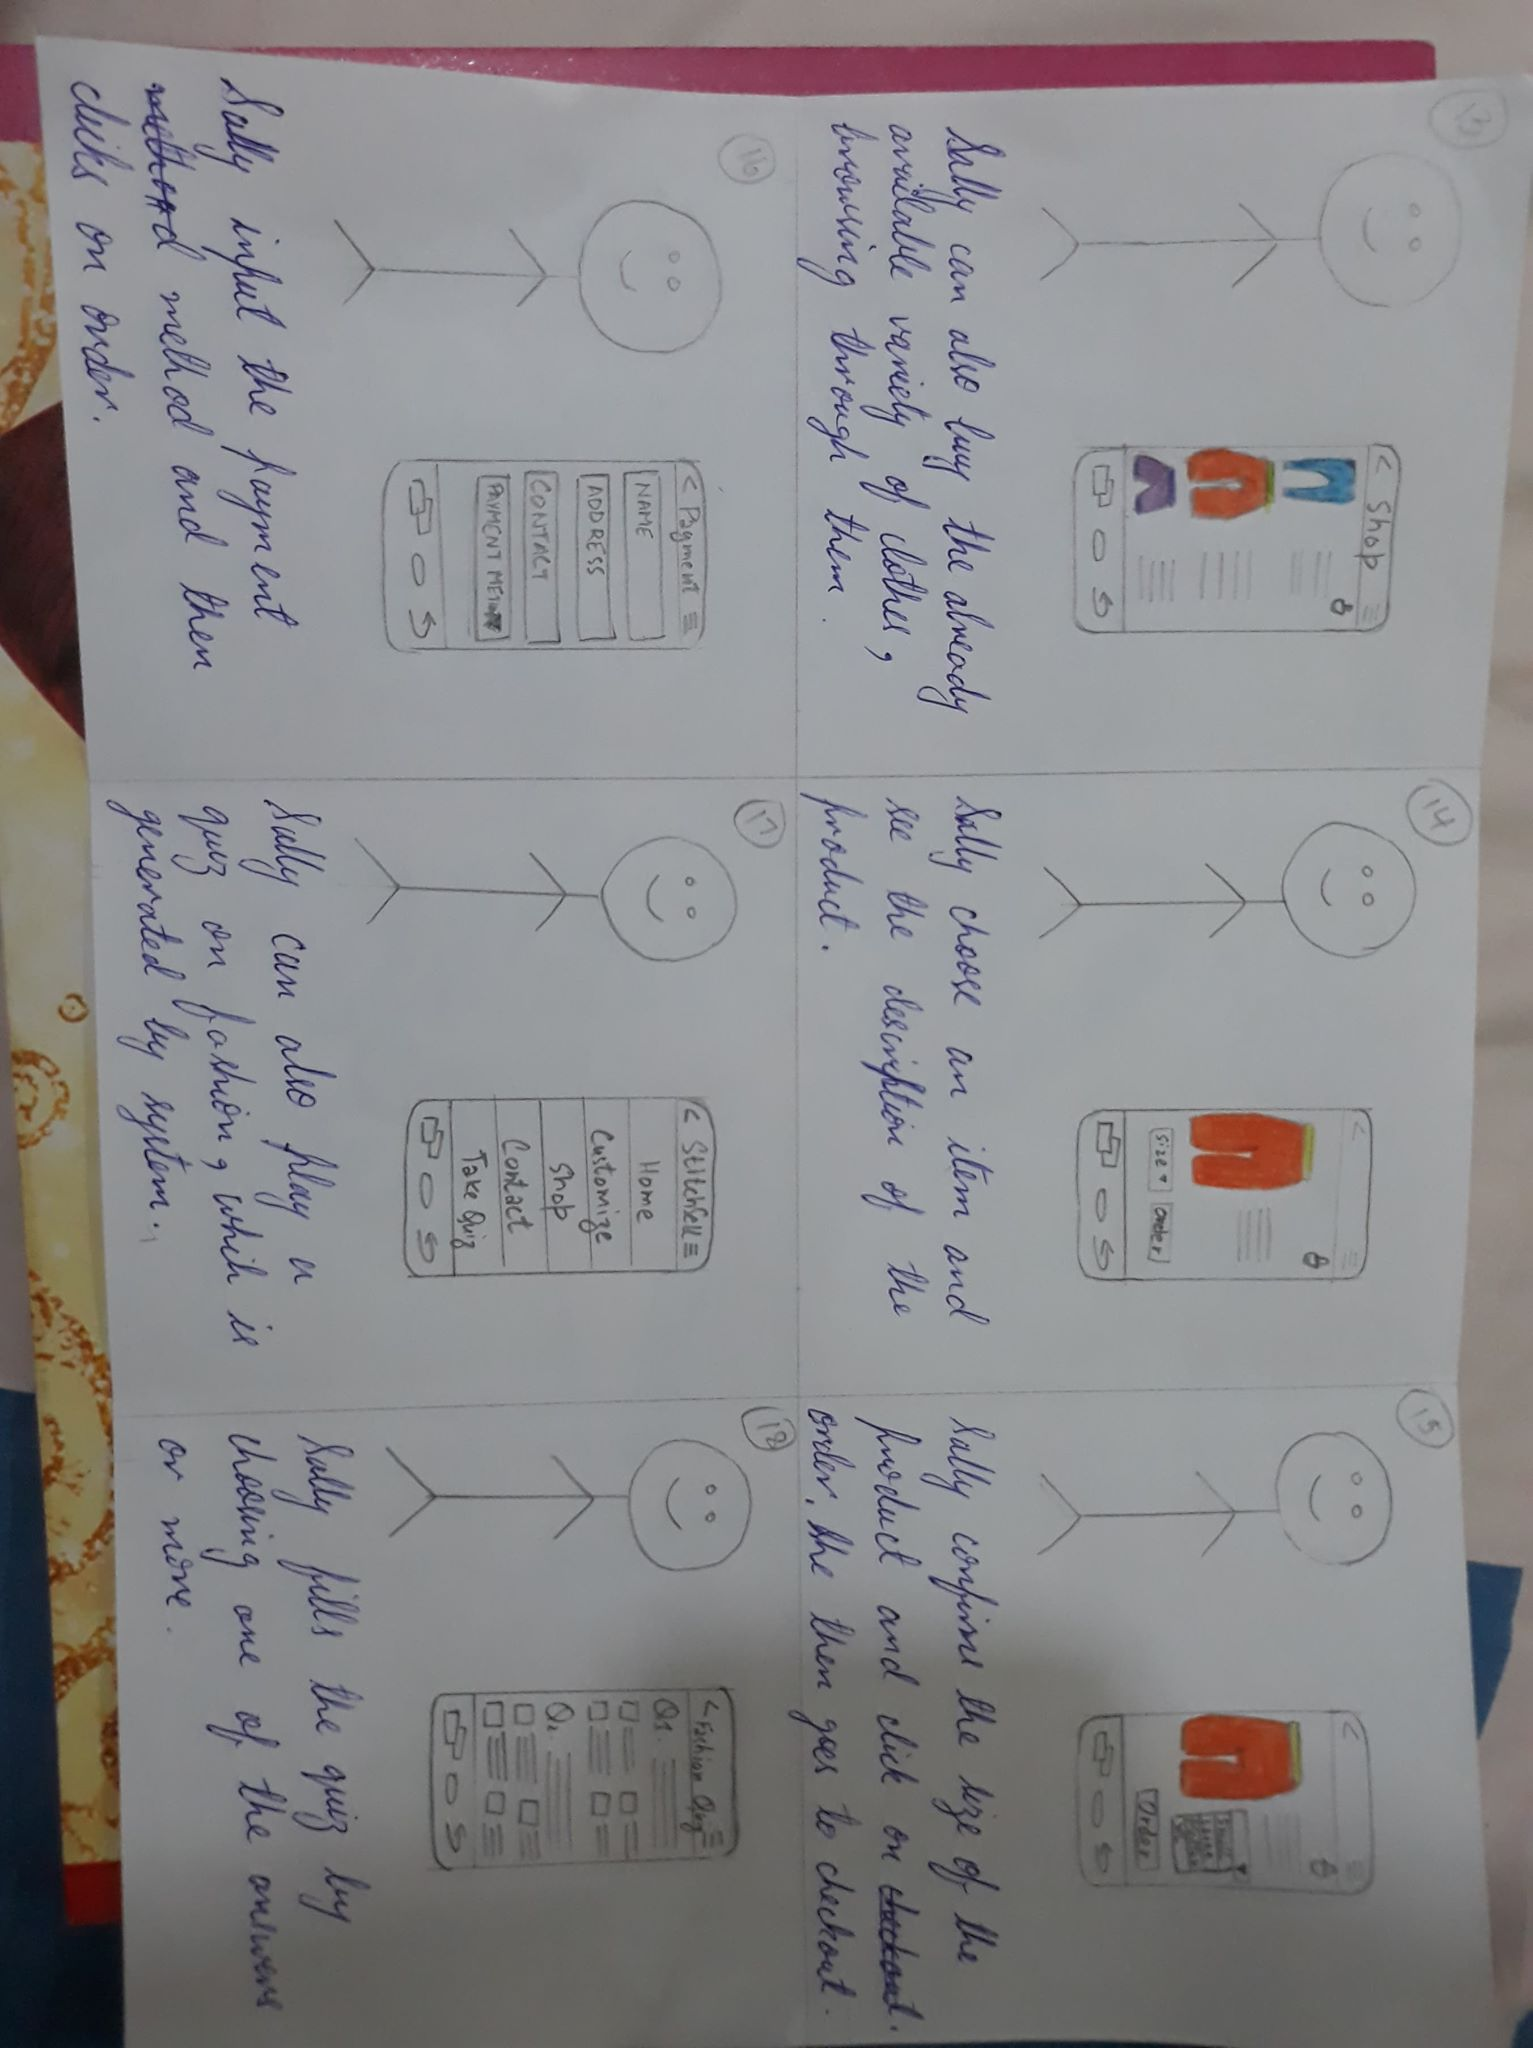 13
< Shop
Sally can also buy the already
available variety of clothes,
browsing through them.
14
<
Size Order
Sally choose an item and
see the description of the
product.
15
<
Order
Sally confirms the size of the
product and click on checkout.
order. She then goes to checkout.
16
< Payment
NAME
ADDRESS
CONTACT
PAYMENT
Sally input the payment
method method and then
cliks on order.
17
< StitchSell
Home
Customize
Shop
Contact
Take Quiz
Sally can also play a
quiz on fashion, which is
generated by system.
18
< Fashion Quiz
Q1.
Q2.
Sally fills the quiz by
choosing one of the answers
or more.